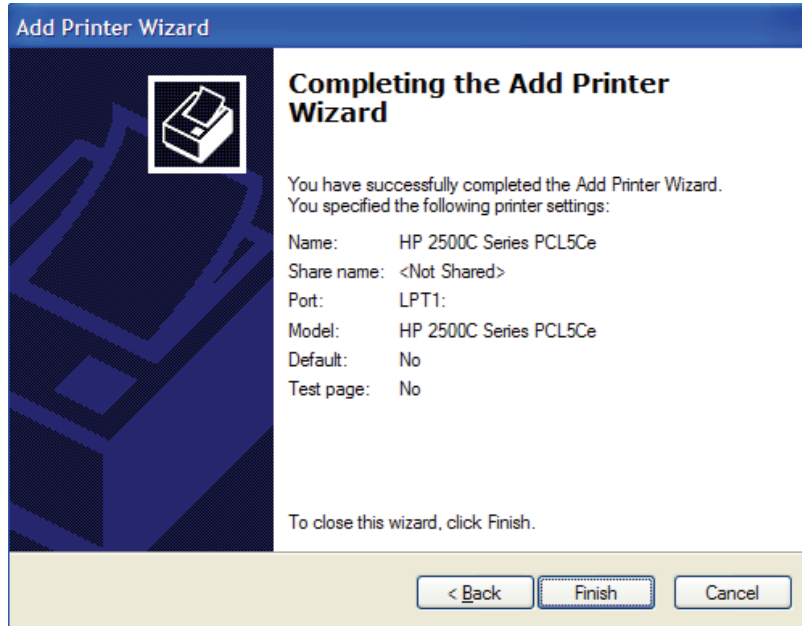 Add Printer Wizard
Completing the Add Printer
Wizard
You have successfully completed the Add Printer Wizard.
You specified the following printer settings:
Name: HP 2500C Series PCL5Ce
Share name: <Not Shared>
Port: LPT1:
Model: HP 2500C Series PCL5Ce
Default: No
Test page: No
To close this wizard, click Finish.
< Back Finish Cancel